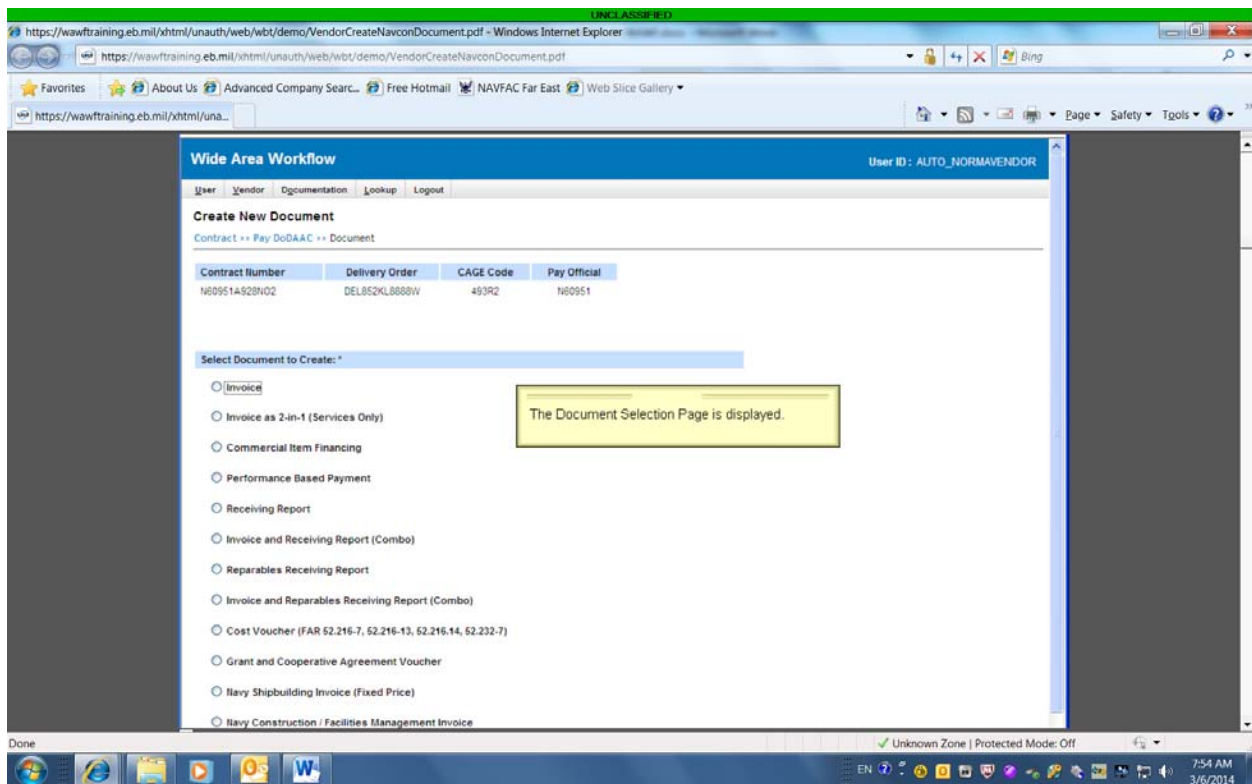 UNCLASSIFIED
https://wawftraining.eb.mil/xhtml/unauth/web/wbt/demo/VendorCreateNavconDocument.pdf - Windows Internet Explorer
https://wawftraining.eb.mil/xhtml/unauth/web/wbt/demo/VendorCreateNavconDocument.pdf
Bing
Favorites About Us Advanced Company Searc... Free Hotmail NAVFAC Far East Web Slice Gallery
https://wawftraining.eb.mil/xhtml/una...
Page Safety Tools
Wide Area Workflow
User ID : AUTO_NORMAVENDOR
User Vendor Documentation Lookup Logout
Create New Document
Contract >> Pay DoDAAC >> Document
Contract Number Delivery Order CAGE Code Pay Official
N60951A928NO2 DEL852KL8888W 493R2 N60951
Select Document to Create: *
Invoice
Invoice as 2-in-1 (Services Only)
The Document Selection Page is displayed.
Commercial Item Financing
Performance Based Payment
Receiving Report
Invoice and Receiving Report (Combo)
Reparables Receiving Report
Invoice and Reparables Receiving Report (Combo)
Cost Voucher (FAR 52.216-7, 52.216-13, 52.216.14, 52.232-7)
Grant and Cooperative Agreement Voucher
Navy Shipbuilding Invoice (Fixed Price)
Navy Construction / Facilities Management Invoice
Done
Unknown Zone | Protected Mode: Off
EN
7:54 AM
3/6/2014